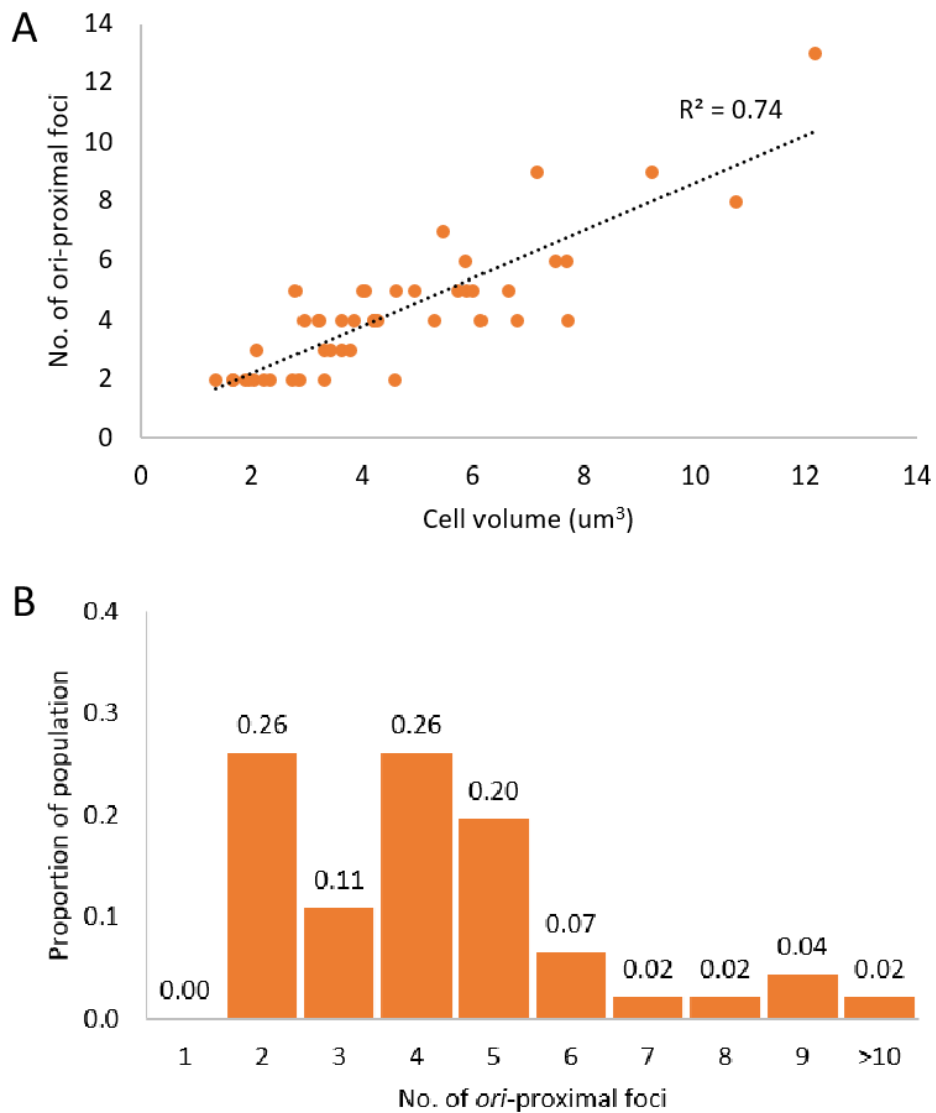 A
14
12
10
8
6
4
2
0
No. of ori-proximal foci
R² = 0.74
0 2 4 6 8 10 12 14
Cell volume (um³)
B
0.4
0.3
0.2
0.1
0.0
Proportion of population
0.00 0.26 0.11 0.26 0.20 0.07 0.02 0.02 0.04 0.02
1 2 3 4 5 6 7 8 9 >10
No. of ori-proximal foci